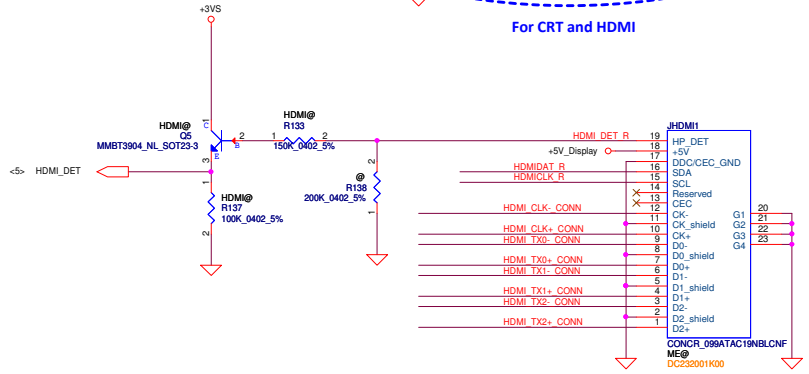 +3VS
For CRT and HDMI
1
C
HDMI@
Q5
MMBT3904_NL_SOT23-3
2
B
E
3
HDMI@
R133
1 2
150K_0402_5%
<5> HDMI_DET
1
HDMI@
R137
100K_0402_5%
2
2
@
R138
200K_0402_5%
1
HDMI_DET_R
+5V_Display
HDMIDAT_R
HDMICLK_R
HDMI_CLK-_CONN
HDMI_CLK+_CONN
HDMI_TX0-_CONN
HDMI_TX0+_CONN
HDMI_TX1-_CONN
HDMI_TX1+_CONN
HDMI_TX2-_CONN
HDMI_TX2+_CONN
JHDMI1
19 HP_DET
18 +5V
17 DDC/CEC_GND
16 SDA
15 SCL
14 Reserved
13 CEC
12 CK- G1 20
11 CK_shield G2 21
10 CK+ G3 22
9 D0- G4 23
8 D0_shield
7 D0+
6 D1-
5 D1_shield
4 D1+
3 D2-
2 D2_shield
1 D2+
CONCR_099ATAC19NBLCNF
ME@
DC232001K00